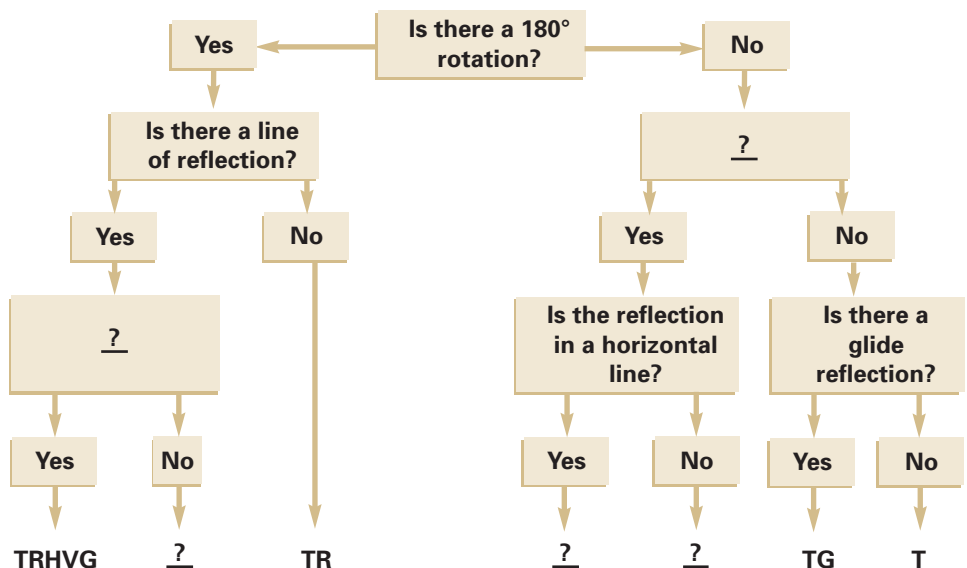 Is there a 180°
rotation?
Yes
No
Is there a line
of reflection?
?
Yes
No
Yes
No
?
Is the reflection
in a horizontal
line?
Is there a
glide
reflection?
Yes
No
Yes
No
Yes
No
TRHVG
?
TR
?
?
TG
T